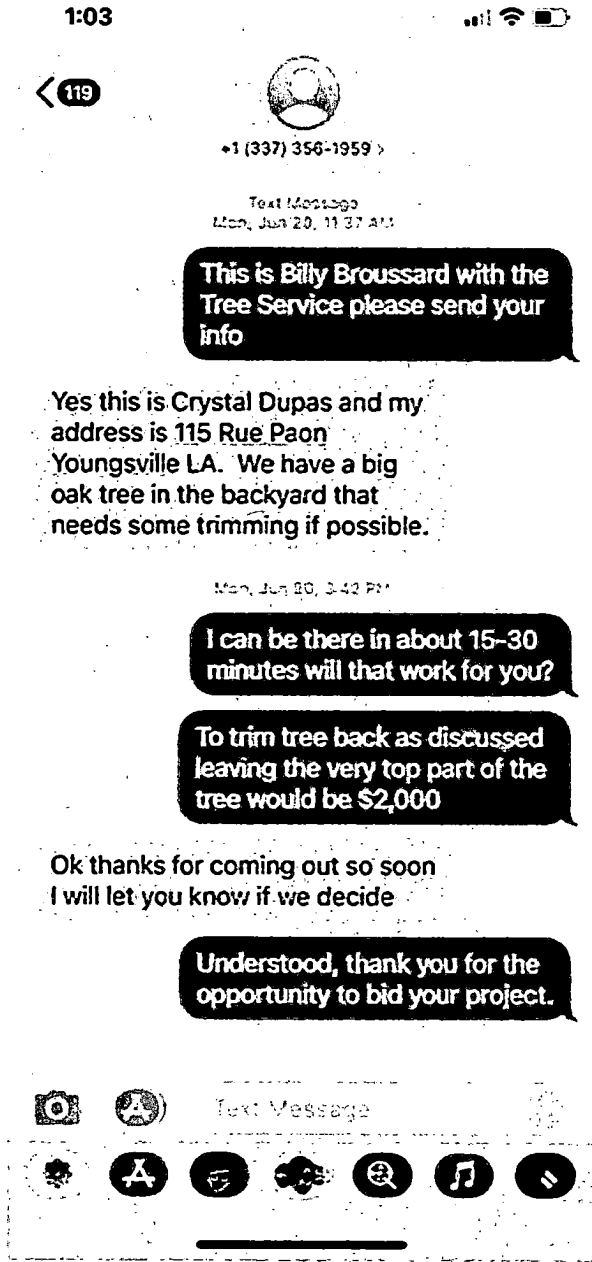 1:03
119
+1 (337) 356-1959 >
Text Message
Mon, Jun 20, 11:37 AM
This is Billy Broussard with the
Tree Service please send your
info
Yes this is Crystal Dupas and my
address is 115 Rue Paon
Youngsville LA. We have a big
oak tree in the backyard that
needs some trimming if possible.
Mon, Jun 20, 3:42 PM
I can be there in about 15-30
minutes will that work for you?
To trim tree back as discussed
leaving the very top part of the
tree would be $2,000
Ok thanks for coming out so soon
I will let you know if we decide
Understood, thank you for the
opportunity to bid your project.
Text Message